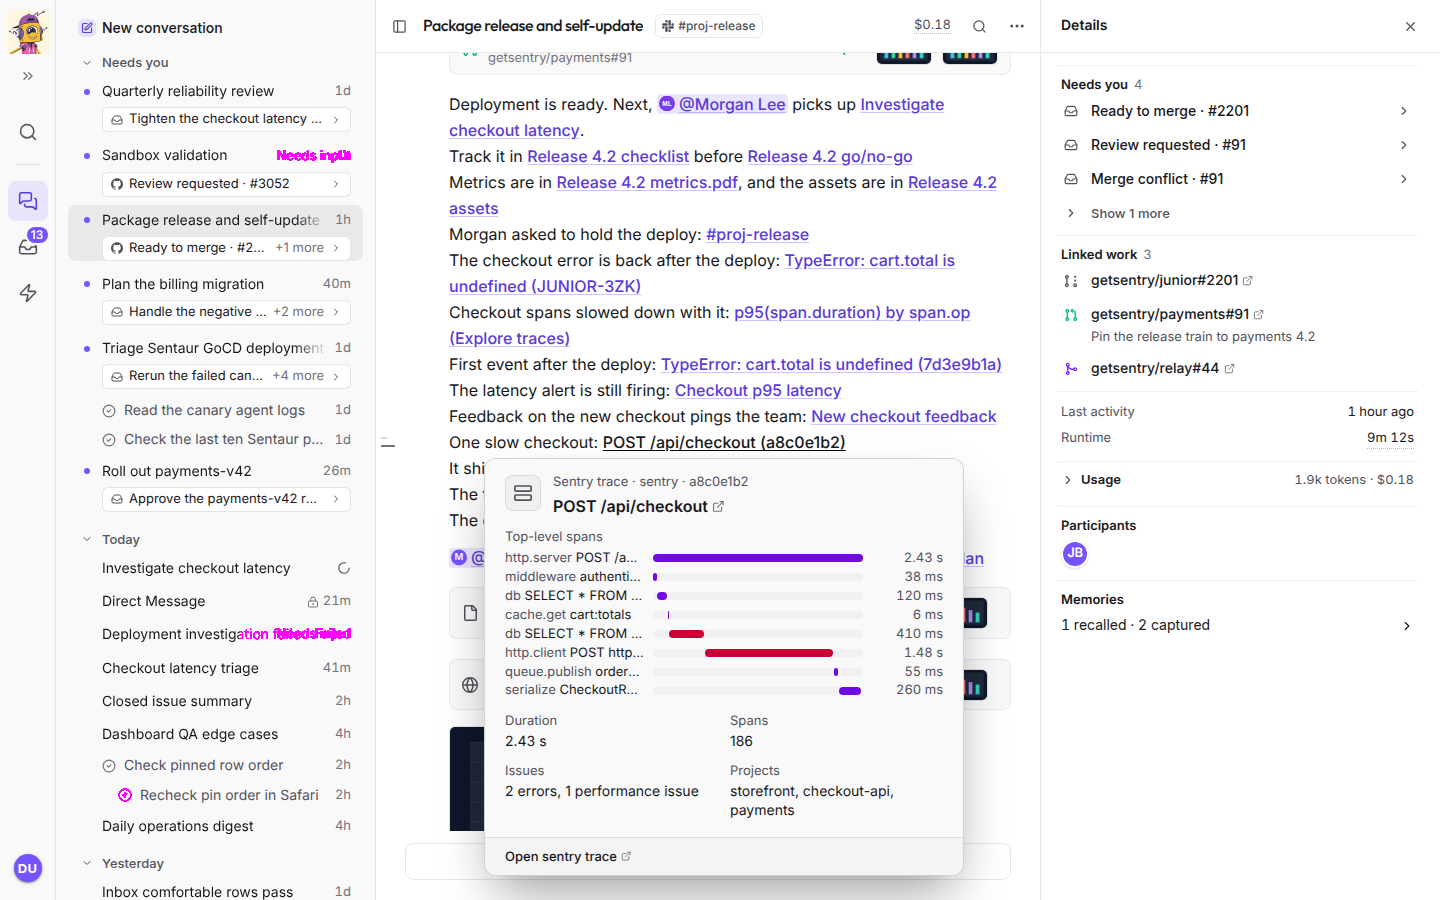 New conversation
Needs you
Quarterly reliability review 1d
Tighten the checkout latency ...
Sandbox validation
Review requested · #3052
Package release and self-update 1h
Ready to merge · #2... +1 more
Plan the billing migration 40m
Handle the negative ... +2 more
Triage Sentaur GoCD deployment 1d
Rerun the failed can... +4 more
Read the canary agent logs 1d
Check the last ten Sentaur p... 1d
Roll out payments-v42 26m
Approve the payments-v42 r...
Today
Investigate checkout latency
Direct Message 21m
Deployment investigation
Checkout latency triage 41m
Closed issue summary 2h
Dashboard QA edge cases 4h
Check pinned row order 2h
Recheck pin order in Safari 2h
Daily operations digest 4h
Yesterday
Inbox comfortable rows pass 1d
13
DU
Package release and self-update #proj-release $0.18
getsentry/payments#91
Deployment is ready. Next, ML @Morgan Lee picks up Investigate
checkout latency.
Track it in Release 4.2 checklist before Release 4.2 go/no-go
Metrics are in Release 4.2 metrics.pdf, and the assets are in Release 4.2
assets
Morgan asked to hold the deploy: #proj-release
The checkout error is back after the deploy: TypeError: cart.total is
undefined (JUNIOR-3ZK)
Checkout spans slowed down with it: p95(span.duration) by span.op
(Explore traces)
First event after the deploy: TypeError: cart.total is undefined (7d3e9b1a)
The latency alert is still firing: Checkout p95 latency
Feedback on the new checkout pings the team: New checkout feedback
One slow checkout: POST /api/checkout (a8c0e1b2)
It shi
The
The
M @
lan
Sentry trace · sentry · a8c0e1b2
POST /api/checkout
Top-level spans
http.server POST /a... 2.43 s
middleware authenti... 38 ms
db SELECT * FROM ... 120 ms
cache.get cart:totals 6 ms
db SELECT * FROM ... 410 ms
http.client POST http... 1.48 s
queue.publish order... 55 ms
serialize CheckoutR... 260 ms
Duration Spans
2.43 s 186
Issues Projects
2 errors, 1 performance issue storefront, checkout-api,
payments
Open sentry trace
Details
Needs you 4
Ready to merge · #2201
Review requested · #91
Merge conflict · #91
Show 1 more
Linked work 3
getsentry/junior#2201
getsentry/payments#91
Pin the release train to payments 4.2
getsentry/relay#44
Last activity 1 hour ago
Runtime 9m 12s
Usage 1.9k tokens · $0.18
Participants
JB
Memories
1 recalled · 2 captured